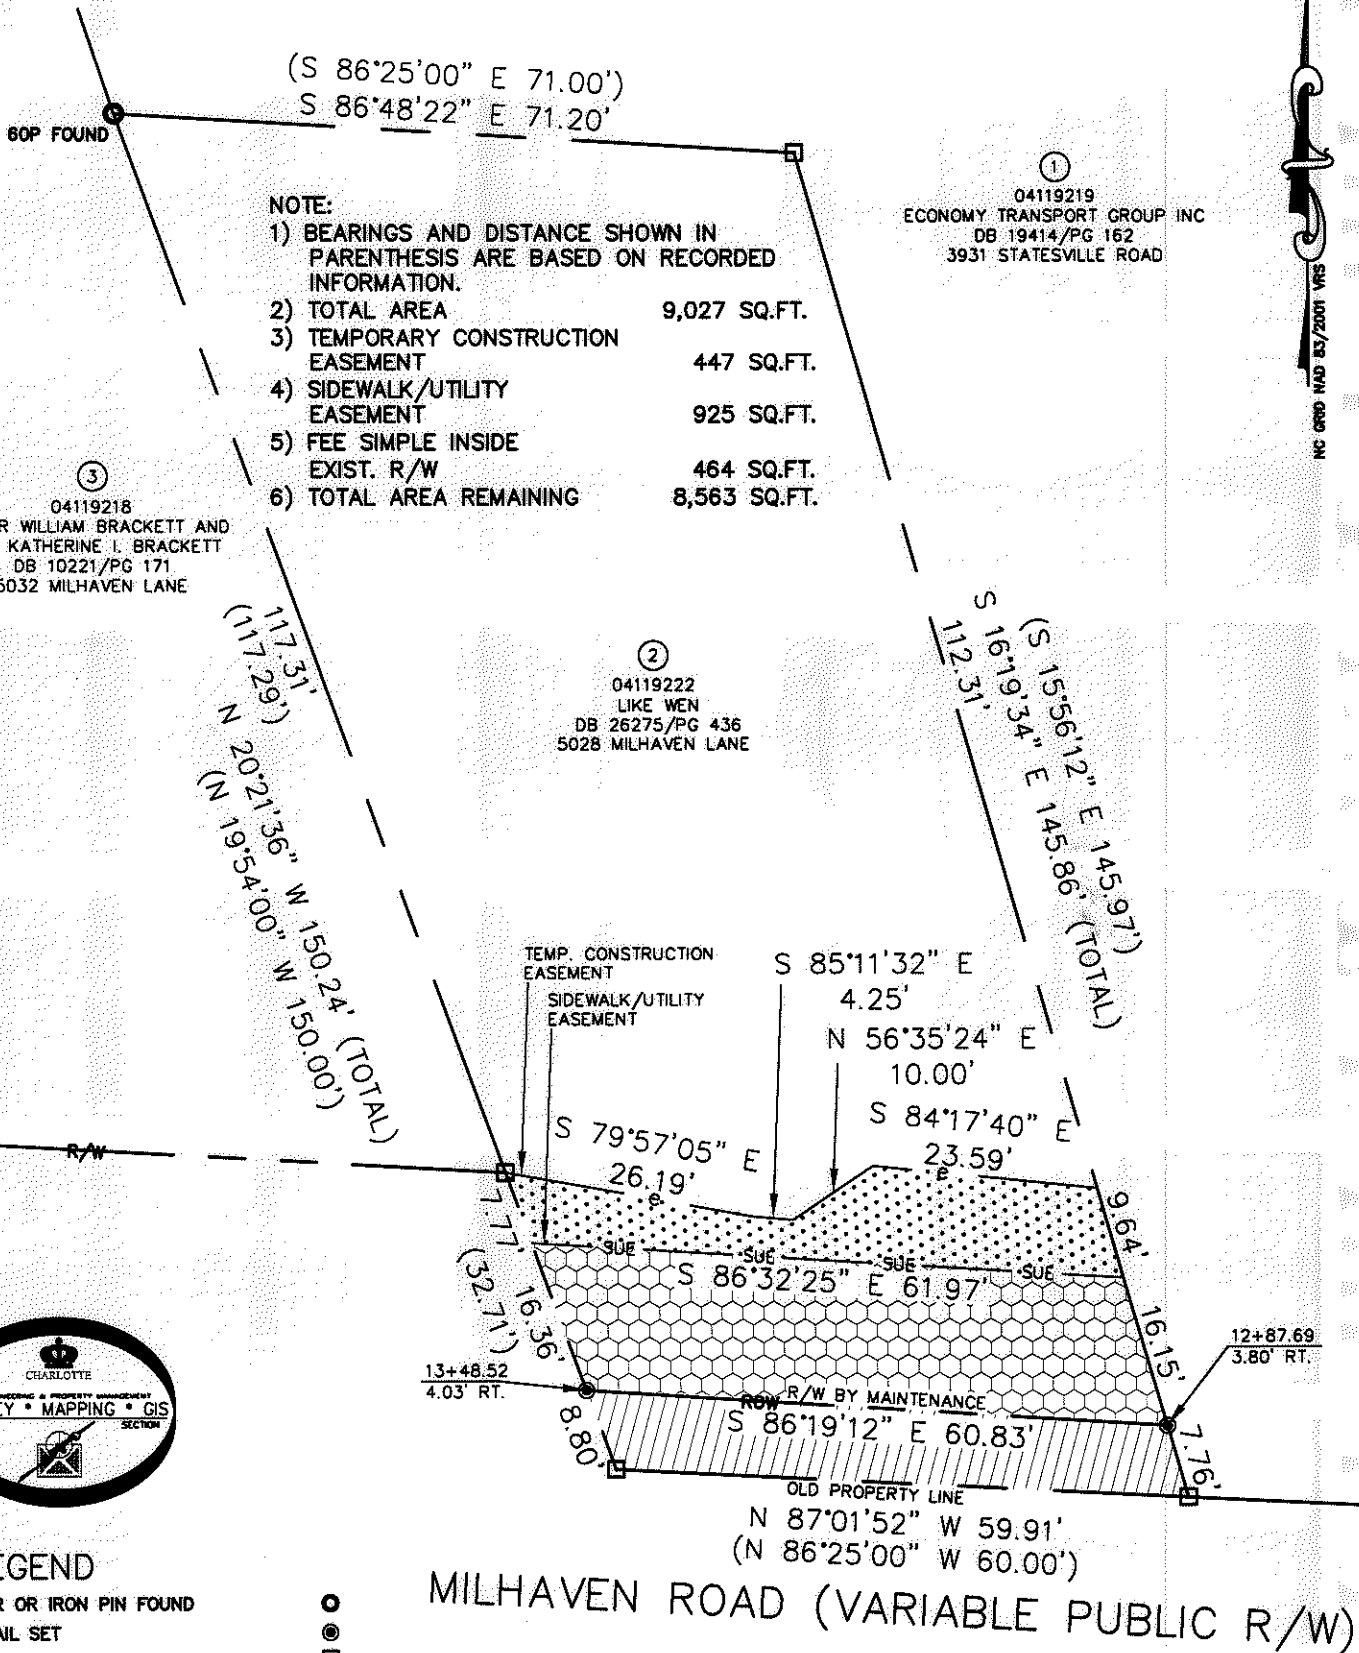 (S 86°25'00" E 71.00')
S 86°48'22" E 71.20'
60P FOUND
NOTE:
1) BEARINGS AND DISTANCE SHOWN IN
PARENTHESIS ARE BASED ON RECORDED
INFORMATION.
2) TOTAL AREA 9,027 SQ.FT.
3) TEMPORARY CONSTRUCTION
EASEMENT 447 SQ.FT.
4) SIDEWALK/UTILITY
EASEMENT 925 SQ.FT.
5) FEE SIMPLE INSIDE
EXIST. R/W 464 SQ.FT.
6) TOTAL AREA REMAINING 8,563 SQ.FT.
1
04119219
ECONOMY TRANSPORT GROUP INC
DB 19414/PG 162
3931 STATESVILLE ROAD
NC GRID NAD 83/2001 VRS
3
04119218
R WILLIAM BRACKETT AND
KATHERINE I. BRACKETT
DB 10221/PG 171
5032 MILHAVEN LANE
117.31'
(117.29')
N 20°21'36" W 150.24' (TOTAL)
(N 19°54'00" W 150.00')
2
04119222
LIKE WEN
DB 26275/PG 436
5028 MILHAVEN LANE
(S 15°56'12" E 145.97')
S 16°19'34" E 145.86' (TOTAL)
112.31'
TEMP. CONSTRUCTION
EASEMENT
SIDEWALK/UTILITY
EASEMENT
S 85°11'32" E
4.25'
N 56°35'24" E
10.00'
S 84°17'40" E
23.59'
S 79°57'05" E
26.19'
R/W
e
e
7.77'
(32.71')
16.36'
8.80'
9.64'
16.15'
7.76'
SUE
SUE
SUE
SUE
S 86°32'25" E 61.97'
13+48.52
4.03' RT.
12+87.69
3.80' RT.
R/W BY MAINTENANCE
ROW
S 86°19'12" E 60.83'
OLD PROPERTY LINE
N 87°01'52" W 59.91'
(N 86°25'00" W 60.00')
MILHAVEN ROAD (VARIABLE PUBLIC R/W)
CHARLOTTE
NEERING & PROPERTY MANAGEMENT
EY * MAPPING * GIS
SECTION
EGEND
R OR IRON PIN FOUND
AIL SET